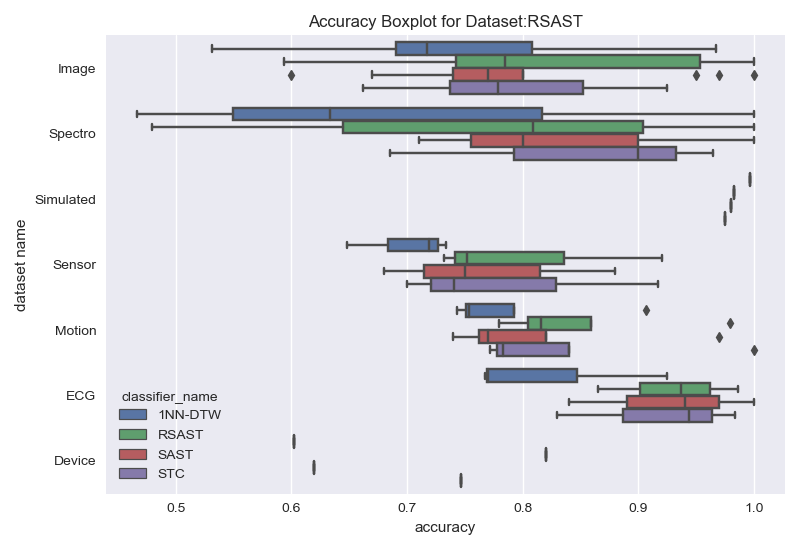 Accuracy Boxplot for Dataset:RSAST
dataset name
Image
Spectro
Simulated
Sensor
Motion
ECG
Device
classifier_name
1NN-DTW
RSAST
SAST
STC
0.5 0.6 0.7 0.8 0.9 1.0
accuracy